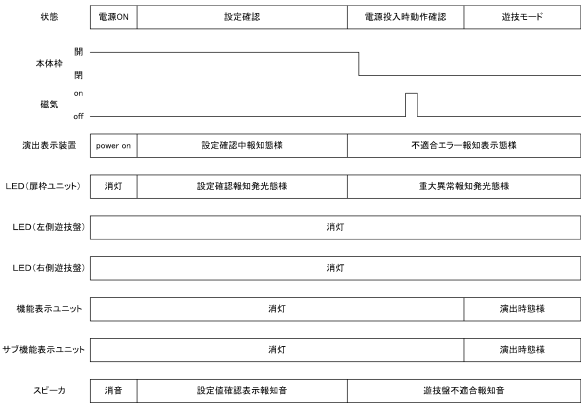 状態 電源ON 設定確認 電源投入時動作確認 遊技モード
本体枠 開
閉
磁気 on
off
演出表示装置 power on 設定確認中報知態様 不適合エラー報知表示態様
LED(扉枠ユニット) 消灯 設定確認報知発光態様 重大異常報知発光態様
LED(左側遊技盤) 消灯
LED(右側遊技盤) 消灯
機能表示ユニット 消灯 演出時態様
サブ機能表示ユニット 消灯 演出時態様
スピーカ 消音 設定値確認表示報知音 遊技盤不適合報知音